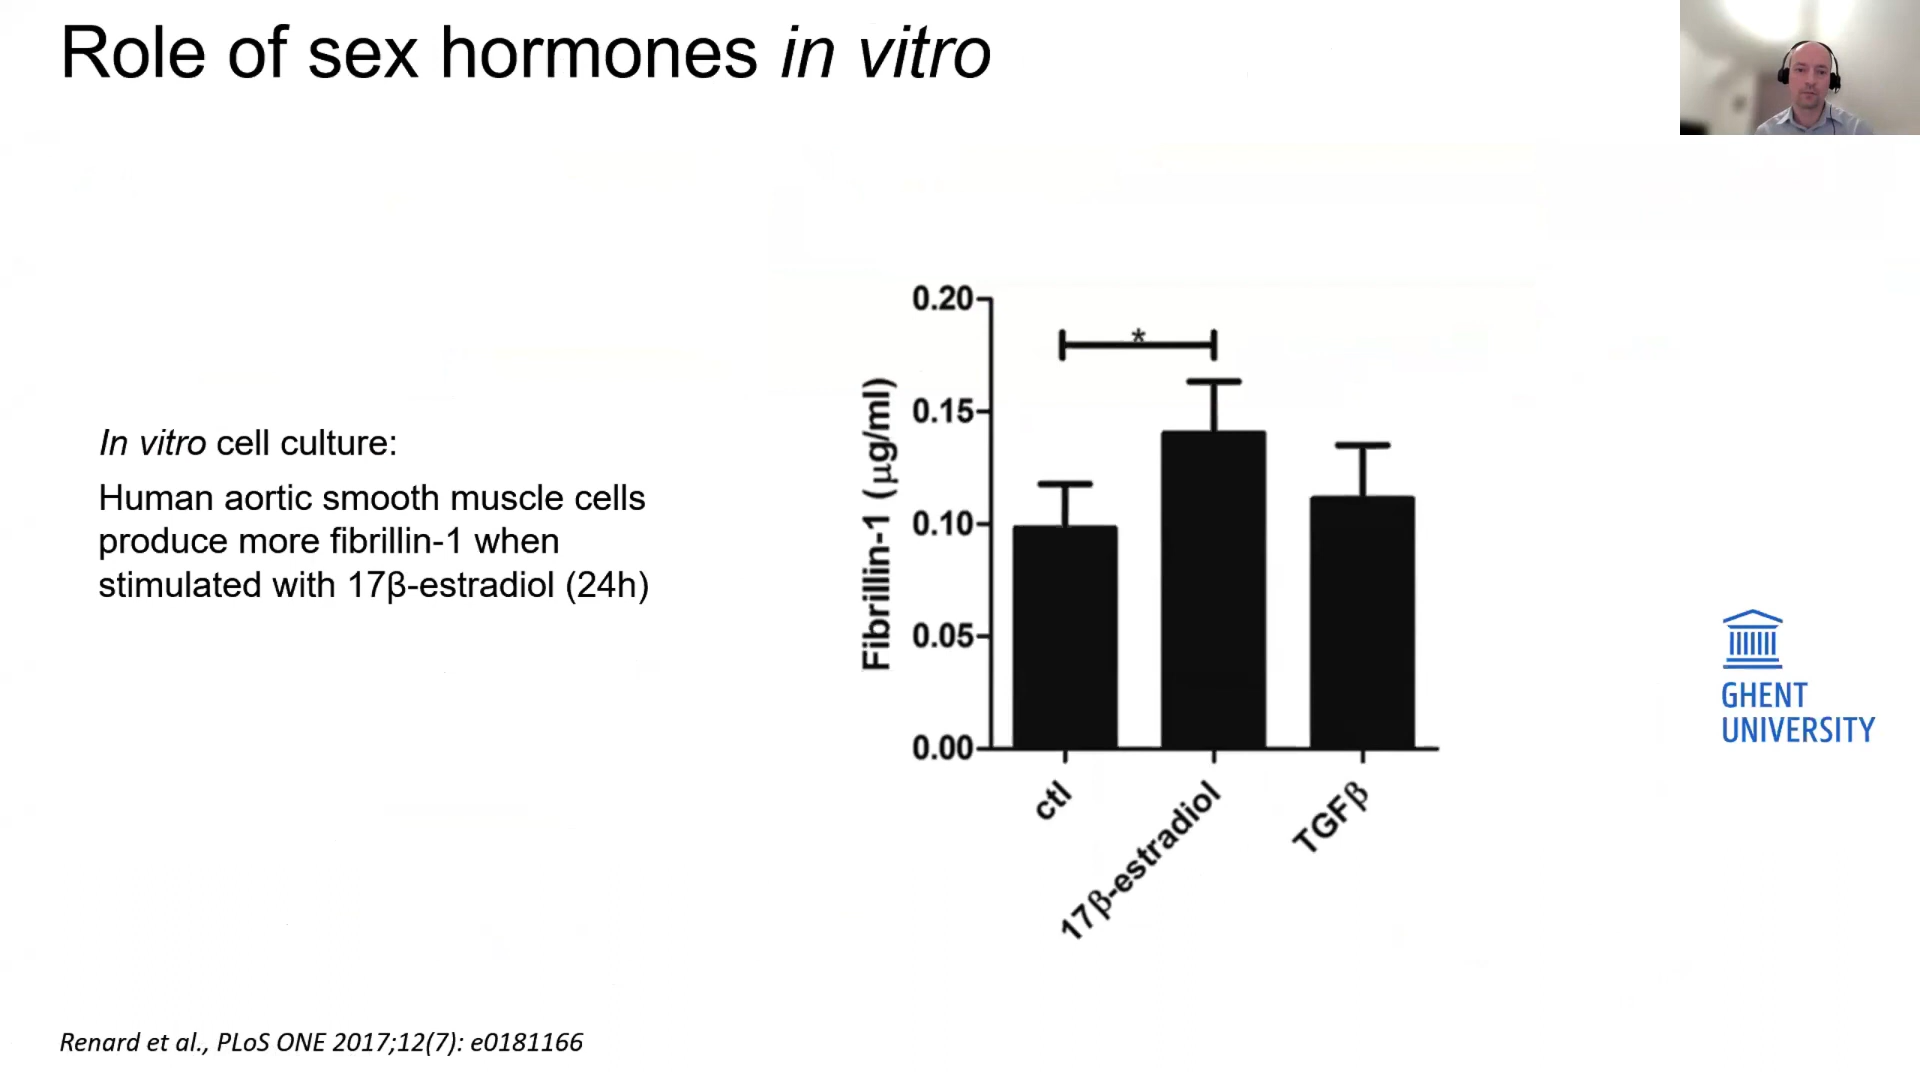 Role of sex hormones in vitro
In vitro cell culture:
Human aortic smooth muscle cells
produce more fibrillin-1 when
stimulated with 17β-estradiol (24h)
Fibrillin-1 (μg/ml)
0.20
0.15
0.10
0.05
0.00
*
ctl
17β-estradiol
TGFβ
GHENT
UNIVERSITY
Renard et al., PLoS ONE 2017;12(7): e0181166